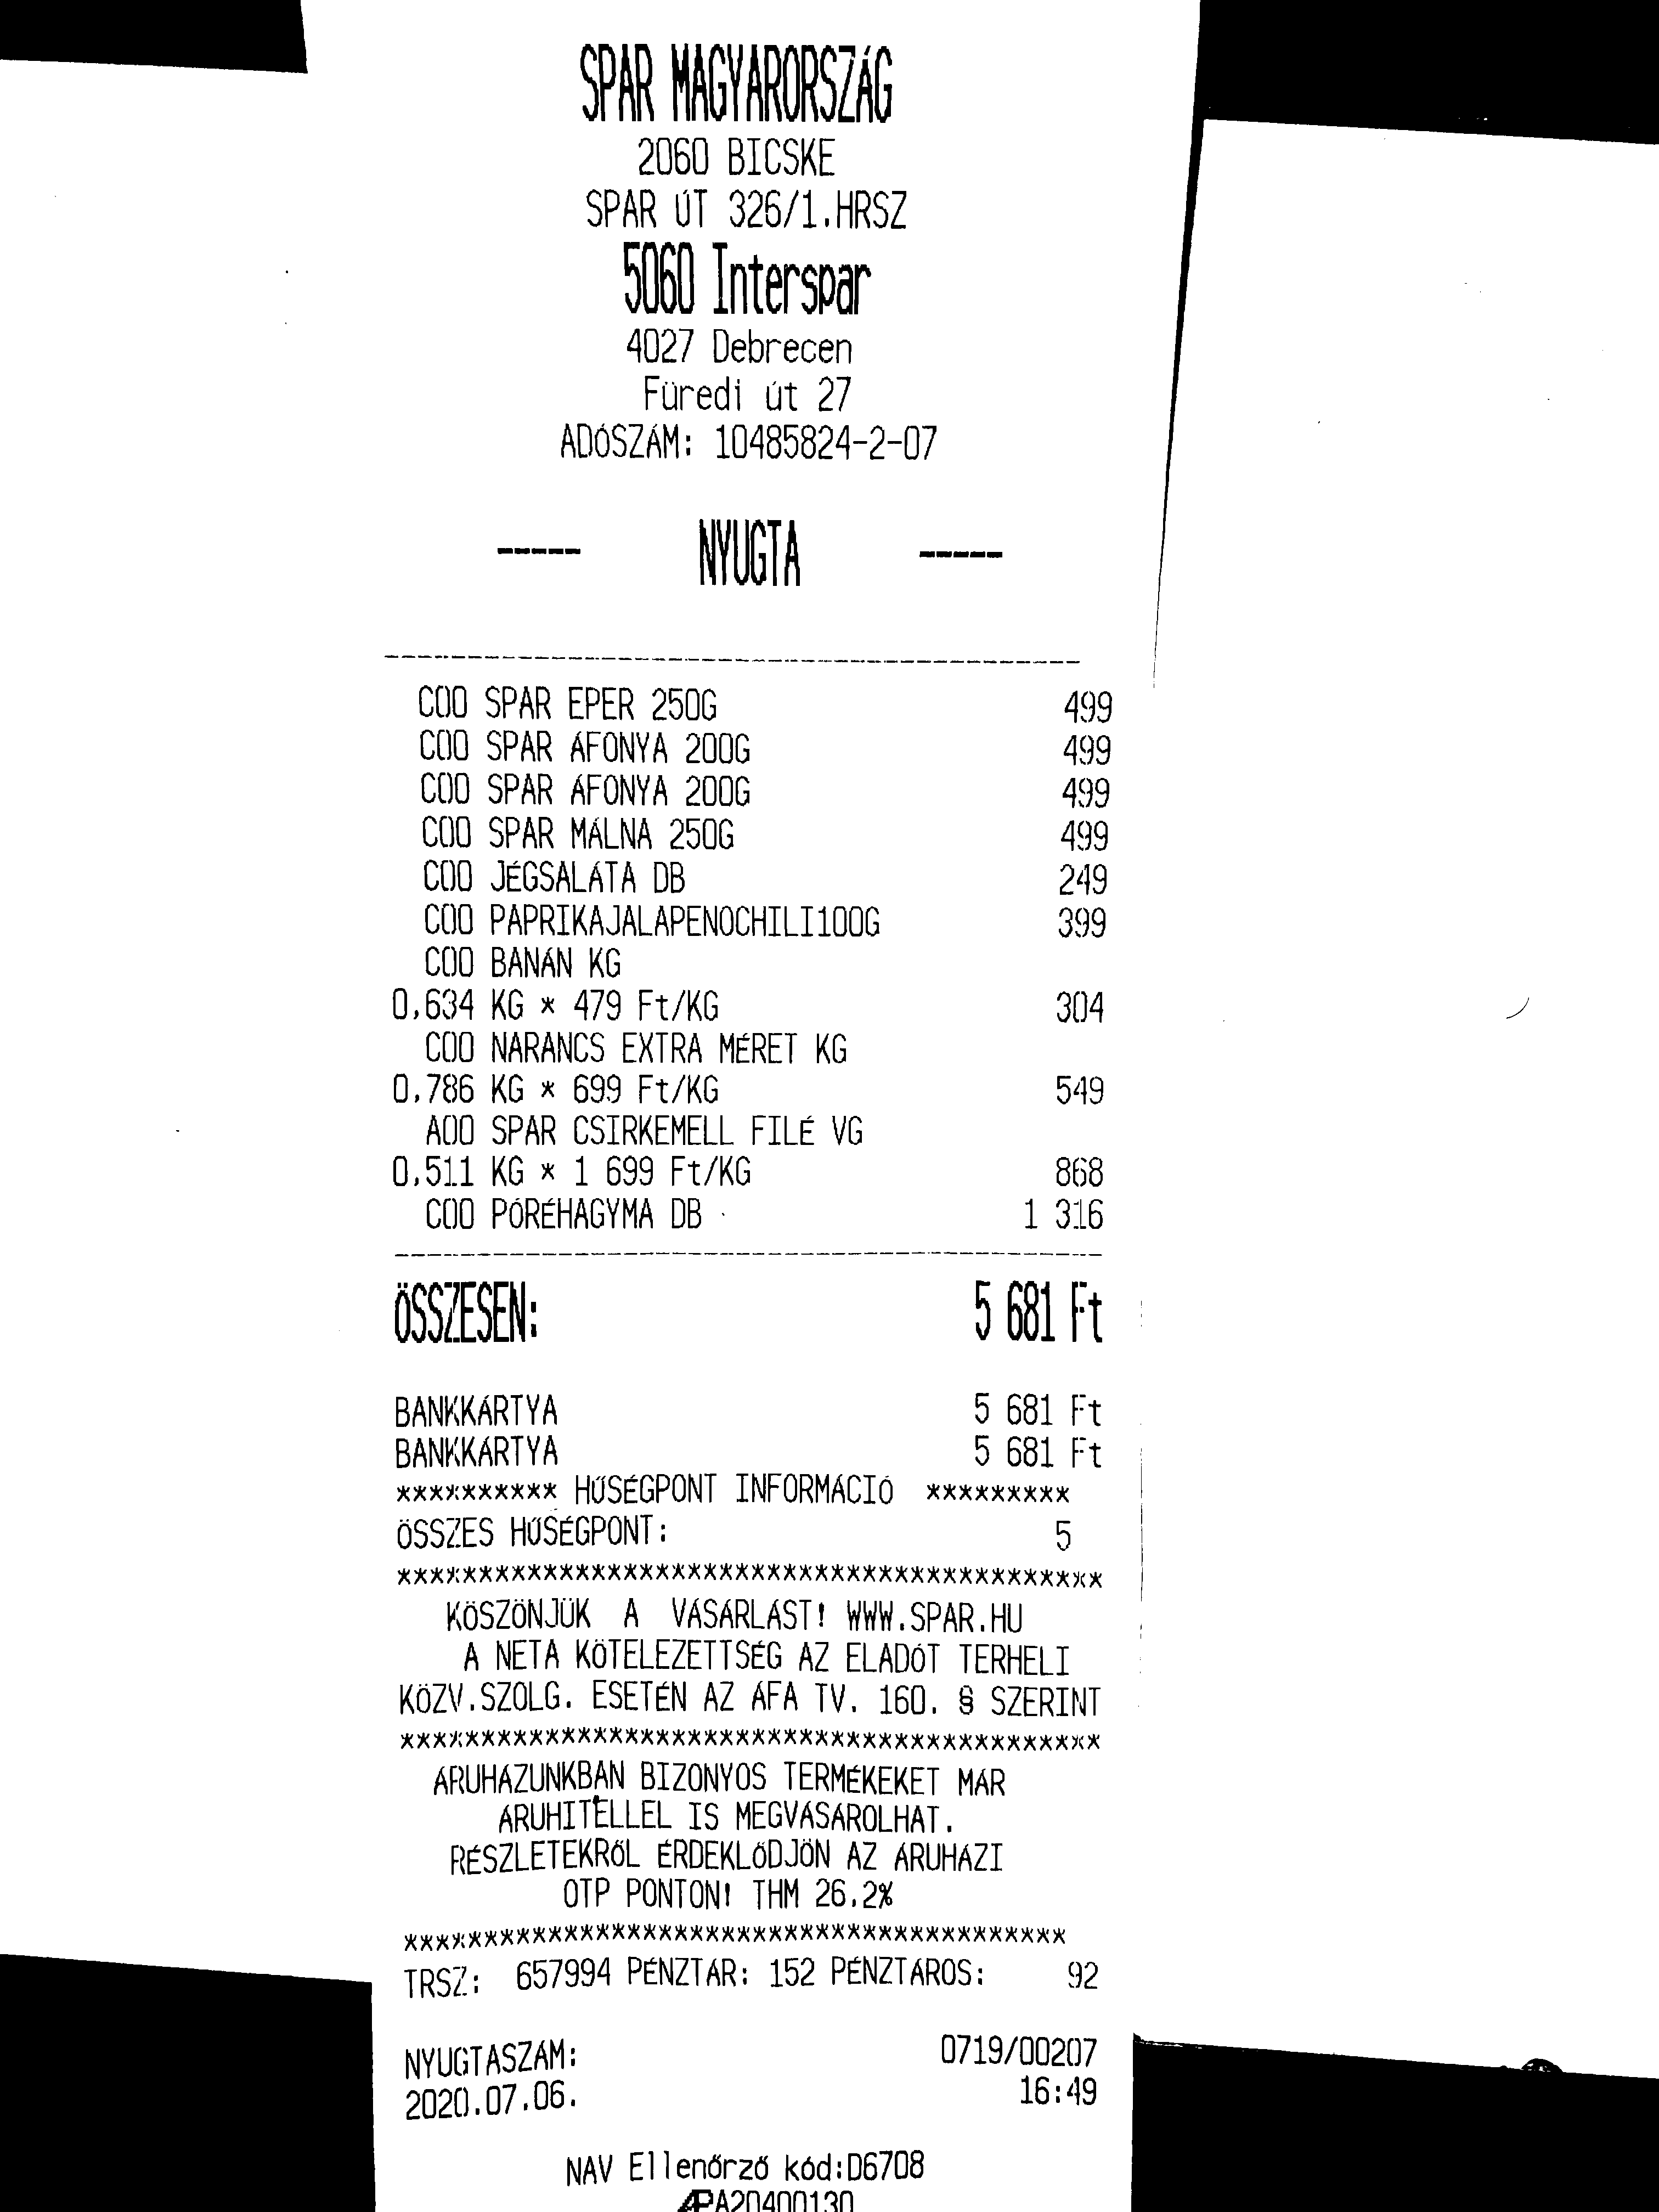 SPAR MAGYARORSZÁG
2060 BICSKE
SPAR ÚT 326/1.HRSZ
5060 Interspar
4027 Debrecen
Füredi út 27
ADÓSZÁM: 10485824-2-07
----- NYUGTA -----
C00 SPAR EPER 250G 499
C00 SPAR ÁFONYA 200G 499
C00 SPAR ÁFONYA 200G 499
C00 SPAR MÁLNA 250G 499
C00 JÉGSALÁTA DB 249
C00 PAPRIKAJALAPENOCHILI100G 399
C00 BANÁN KG
0,634 KG * 479 Ft/KG 304
C00 NARANCS EXTRA MÉRET KG
0,786 KG * 699 Ft/KG 549
A00 SPAR CSIRKEMELL FILÉ VG
0,511 KG * 1 699 Ft/KG 868
C00 PÓRÉHAGYMA DB 1 316
ÖSSZESEN: 5 681 Ft
BANKKÁRTYA 5 681 Ft
BANKKÁRTYA 5 681 Ft
********** HŰSÉGPONT INFORMÁCIÓ *********
ÖSSZES HŰSÉGPONT: 5
*******************************************
KÖSZÖNJÜK A VÁSÁRLÁST! WWW.SPAR.HU
A NETA KÖTELEZETTSÉG AZ ELADÓT TERHELI
KÖZV.SZOLG. ESETÉN AZ ÁFA TV. 160. § SZERINT
*******************************************
ÁRUHÁZUNKBAN BIZONYOS TERMÉKEKET MÁR
ÁRUHITELLEL IS MEGVÁSÁROLHAT.
RÉSZLETEKRŐL ÉRDEKLŐDJÖN AZ ÁRUHÁZI
OTP PONTON! THM 26,2%
*****************************************
TRSZ: 657994 PÉNZTÁR: 152 PÉNZTÁROS: 92
NYUGTASZÁM: 0719/00207
2020.07.06. 16:49
NAV Ellenőrző kód:D6708
A20400130